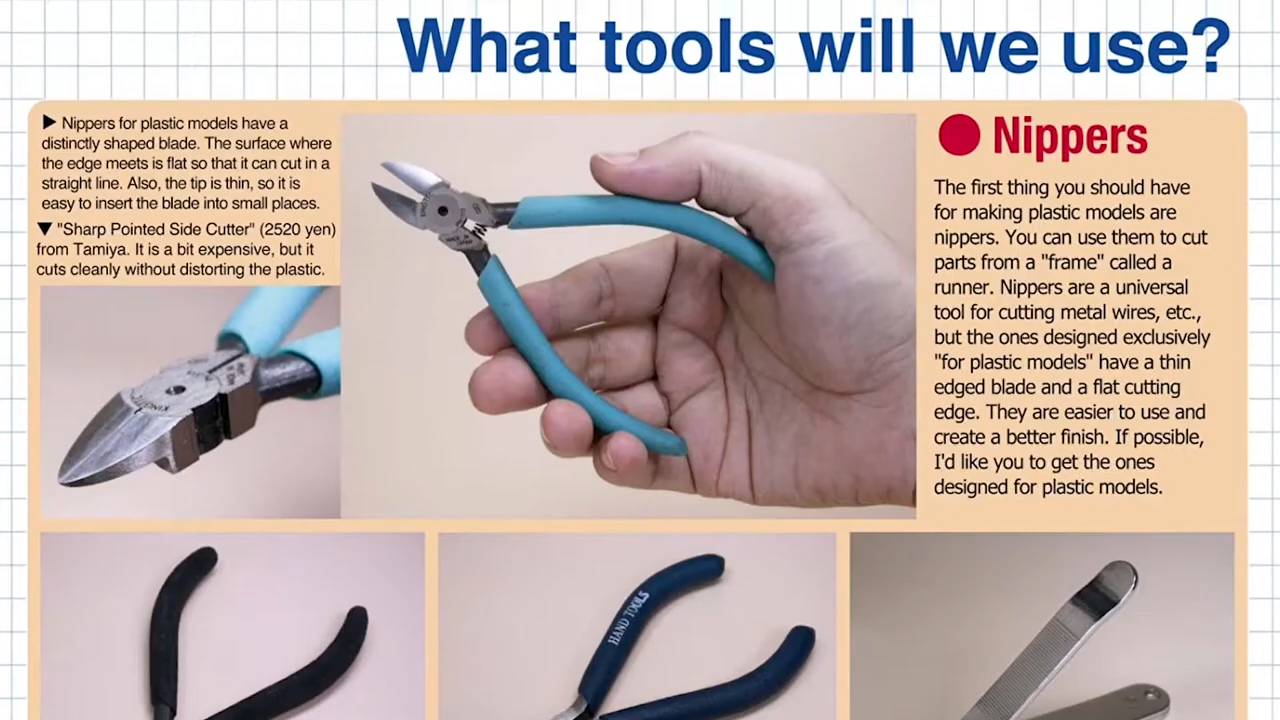 What tools will we use?
▶ Nippers for plastic models have a
distinctly shaped blade. The surface where
the edge meets is flat so that it can cut in a
straight line. Also, the tip is thin, so it is
easy to insert the blade into small places.
▼ "Sharp Pointed Side Cutter" (2520 yen)
from Tamiya. It is a bit expensive, but it
cuts cleanly without distorting the plastic.
● Nippers
The first thing you should have
for making plastic models are
nippers. You can use them to cut
parts from a "frame" called a
runner. Nippers are a universal
tool for cutting metal wires, etc.,
but the ones designed exclusively
"for plastic models" have a thin
edged blade and a flat cutting
edge. They are easier to use and
create a better finish. If possible,
I'd like you to get the ones
designed for plastic models.
HAND TOOLS